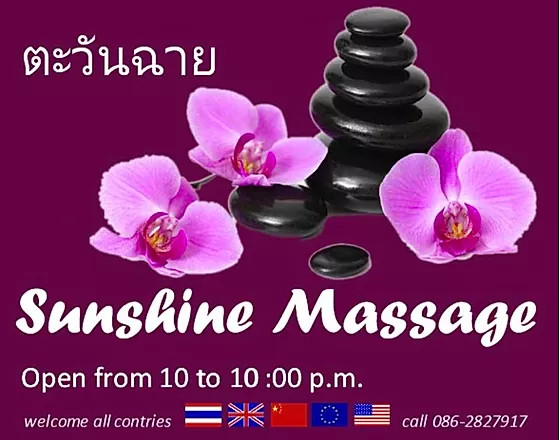 ตะวันฉาย
Sunshine Massage
Open from 10 to 10 :00 p.m.
welcome all contries call 086-2827917